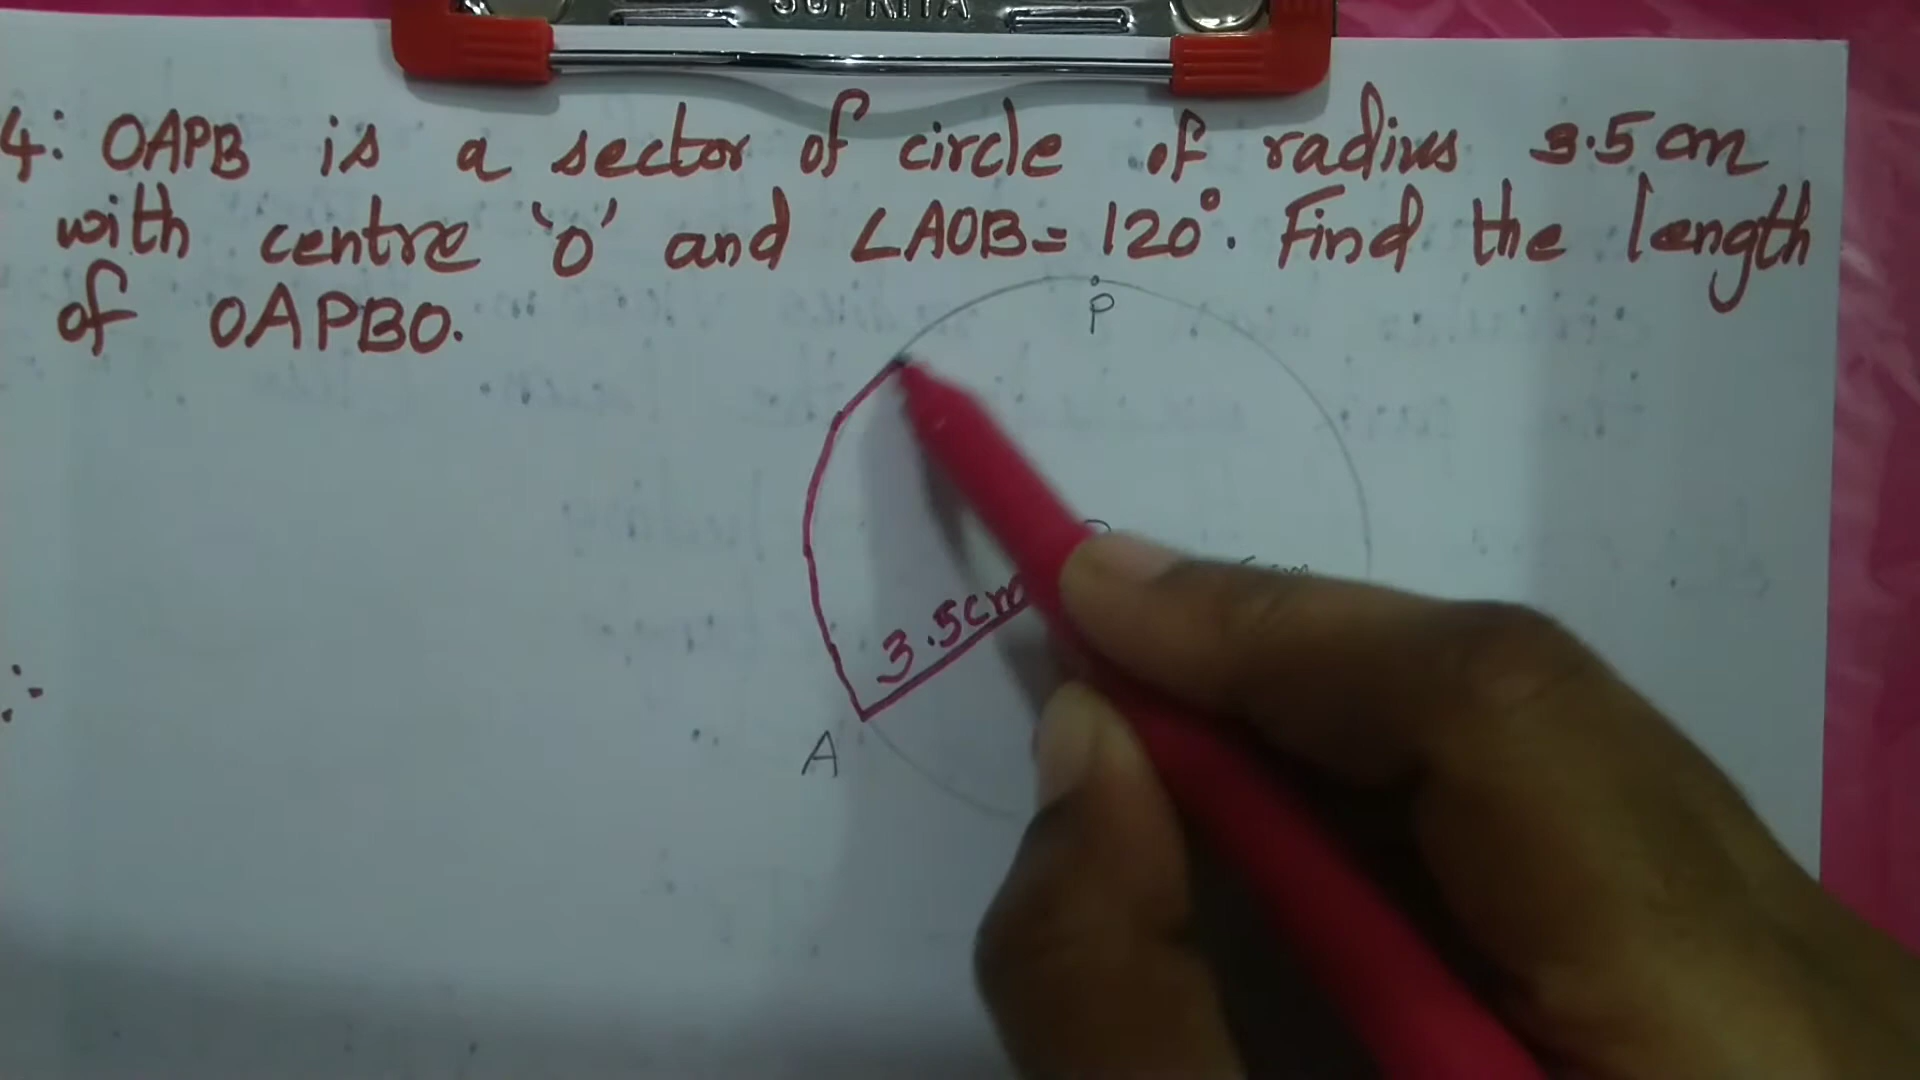 SUPRITA
4: OAPB is a sector of circle of radius 3.5 cm
with centre 'O' and ∠AOB = 120°. Find the length
of OAPBO.
P
3.5cm
A
∴